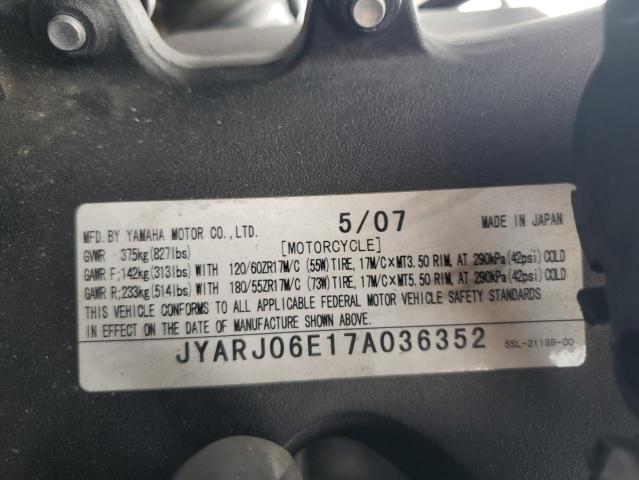 5/07
MFD. BY YAMAHA MOTOR CO., LTD. MADE IN JAPAN
GVWR - 375kg(827lbs) [MOTORCYCLE]
GAWR F;142kg(313lbs) WITH 120/60ZR17M/C (55W) TIRE, 17M/C×MT3.50 RIM, AT 290kPa(42psi) COLD
GAWR R;233kg(514lbs) WITH 180/55ZR17M/C (73W) TIRE, 17M/C×MT5.50 RIM, AT 290kPa(42psi) COLD
THIS VEHICLE CONFORMS TO ALL APPLICABLE FEDERAL MOTOR VEHICLE SAFETY STANDARDS
IN EFFECT ON THE DATE OF MANUFACTURE SHOWN ABOVE.
JYARJ06E17A036352 5SL-2118B-00